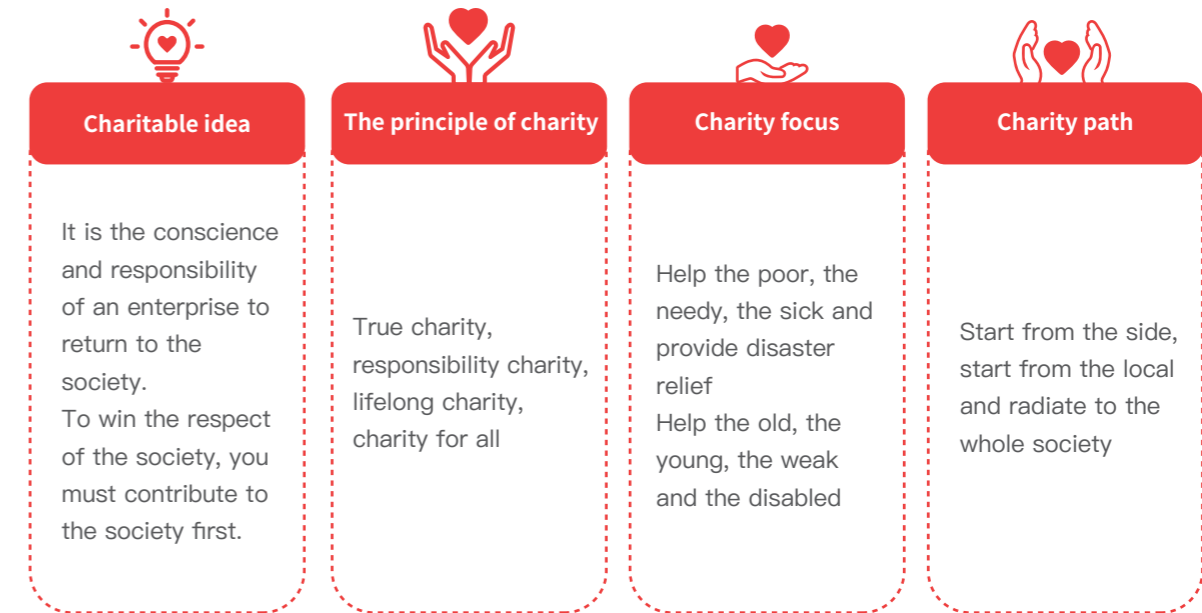 Charitable idea
It is the conscience
and responsibility
of an enterprise to
return to the
society.
To win the respect
of the society, you
must contribute to
the society first.
The principle of charity
True charity,
responsibility charity,
lifelong charity,
charity for all
Charity focus
Help the poor, the
needy, the sick and
provide disaster
relief
Help the old, the
young, the weak
and the disabled
Charity path
Start from the side,
start from the local
and radiate to the
whole society